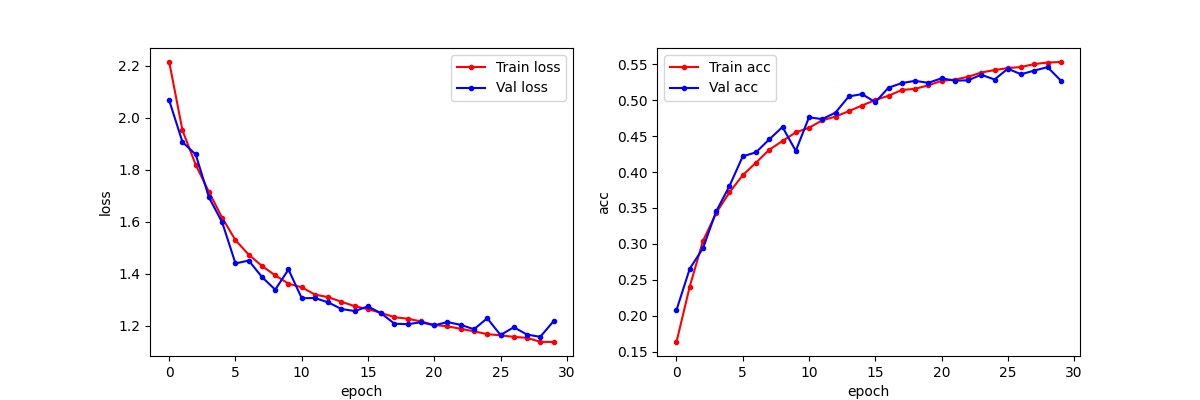 2.2
2.0
1.8
1.6
1.4
1.2
loss
0 5 10 15 20 25 30
epoch
Train loss
Val loss
0.55
0.50
0.45
0.40
0.35
0.30
0.25
0.20
0.15
acc
0 5 10 15 20 25 30
epoch
Train acc
Val acc